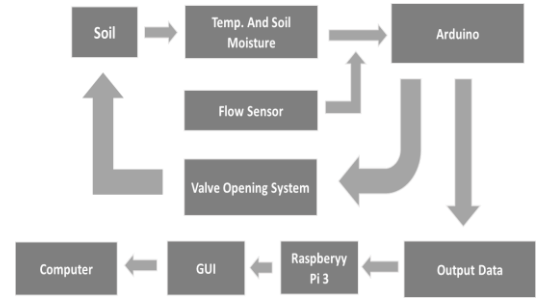 Soil
Temp. And Soil
Moisture
Arduino
Flow Sensor
Valve Opening System
Computer
GUI
Raspberyy
Pi 3
Output Data